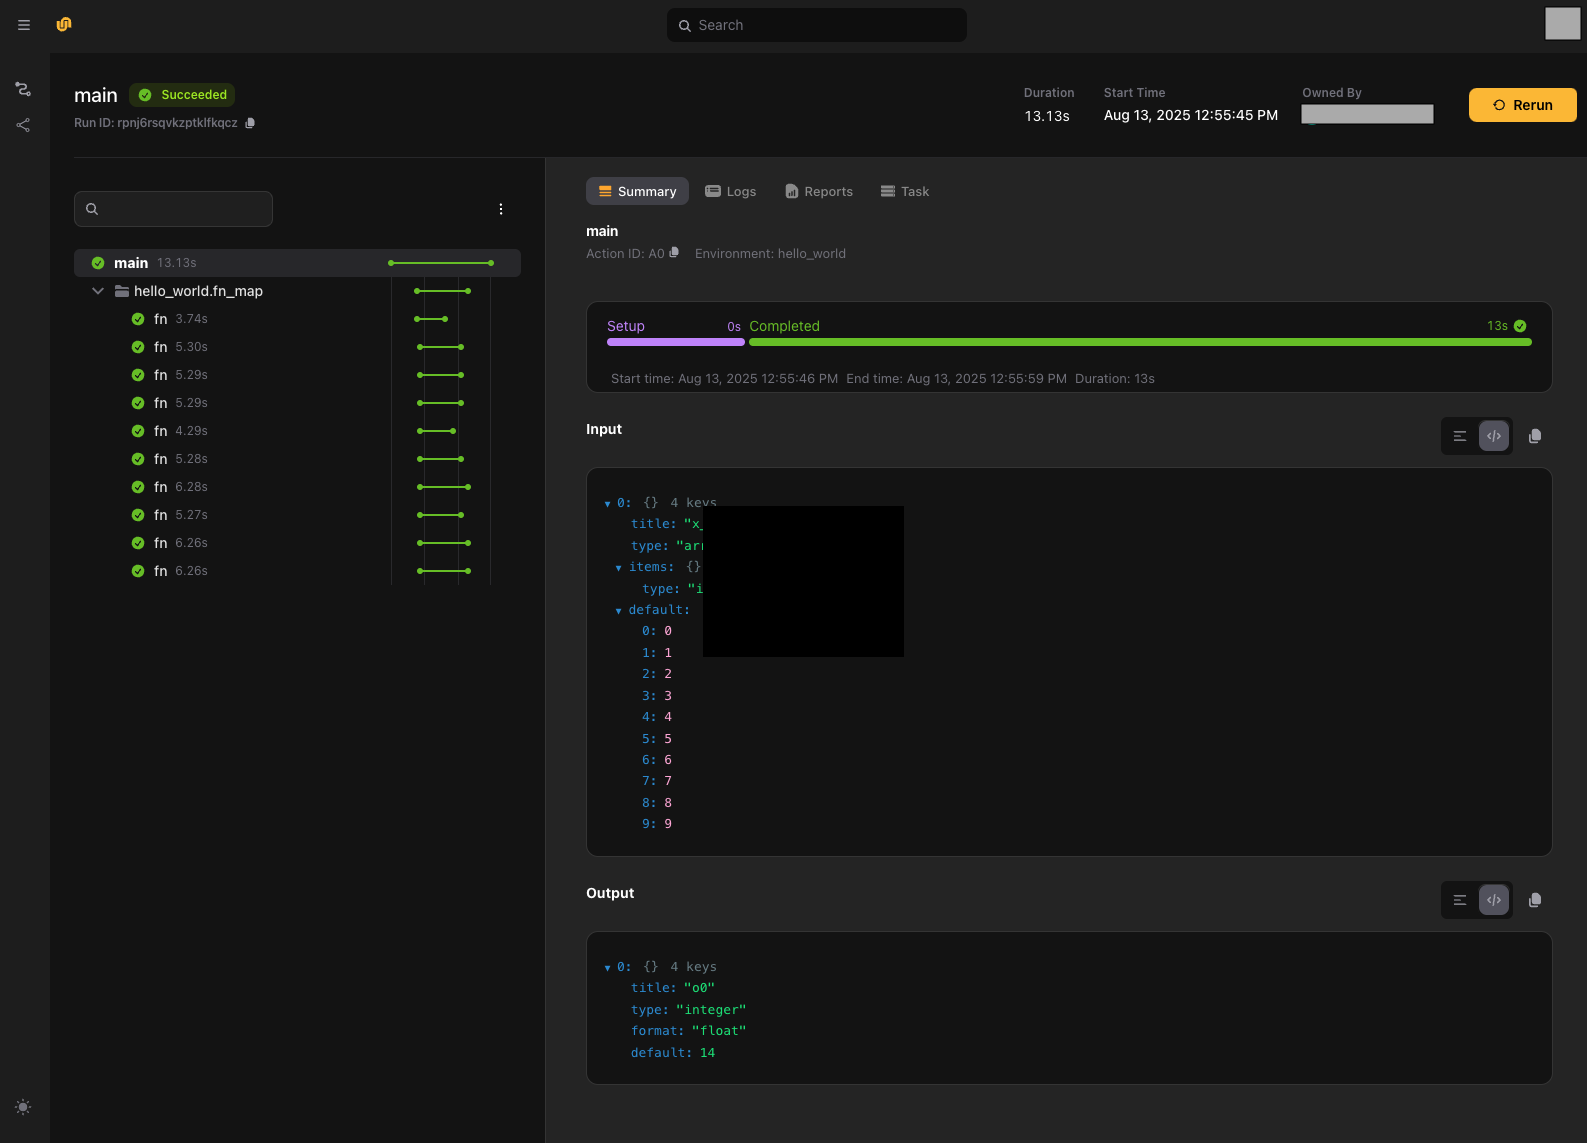 Search
main Succeeded
Run ID: rpnj6rsqvkzptklfkqcz
Duration
13.13s
Start Time
Aug 13, 2025 12:55:45 PM
Owned By
Rerun
main 13.13s
hello_world.fn_map
fn 3.74s
fn 5.30s
fn 5.29s
fn 5.29s
fn 4.29s
fn 5.28s
fn 6.28s
fn 5.27s
fn 6.26s
fn 6.26s
Summary Logs Reports Task
main
Action ID: A0 Environment: hello_world
Setup 0s Completed 13s
Start time: Aug 13, 2025 12:55:46 PM End time: Aug 13, 2025 12:55:59 PM Duration: 13s
Input
0: {} 4 keys
title: "x_
type: "arr
items: {}
type: "i
default:
0: 0
1: 1
2: 2
3: 3
4: 4
5: 5
6: 6
7: 7
8: 8
9: 9
Output
0: {} 4 keys
title: "o0"
type: "integer"
format: "float"
default: 14